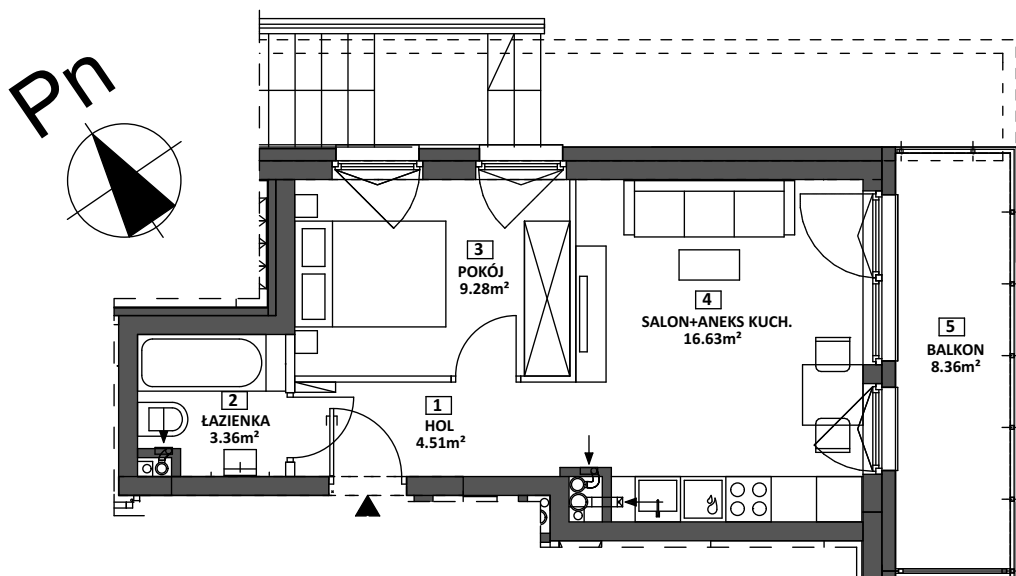 Pn
3
POKÓJ
9.28m²
4
SALON+ANEKS KUCH.
16.63m²
5
BALKON
8.36m²
2
ŁAZIENKA
3.36m²
1
HOL
4.51m²